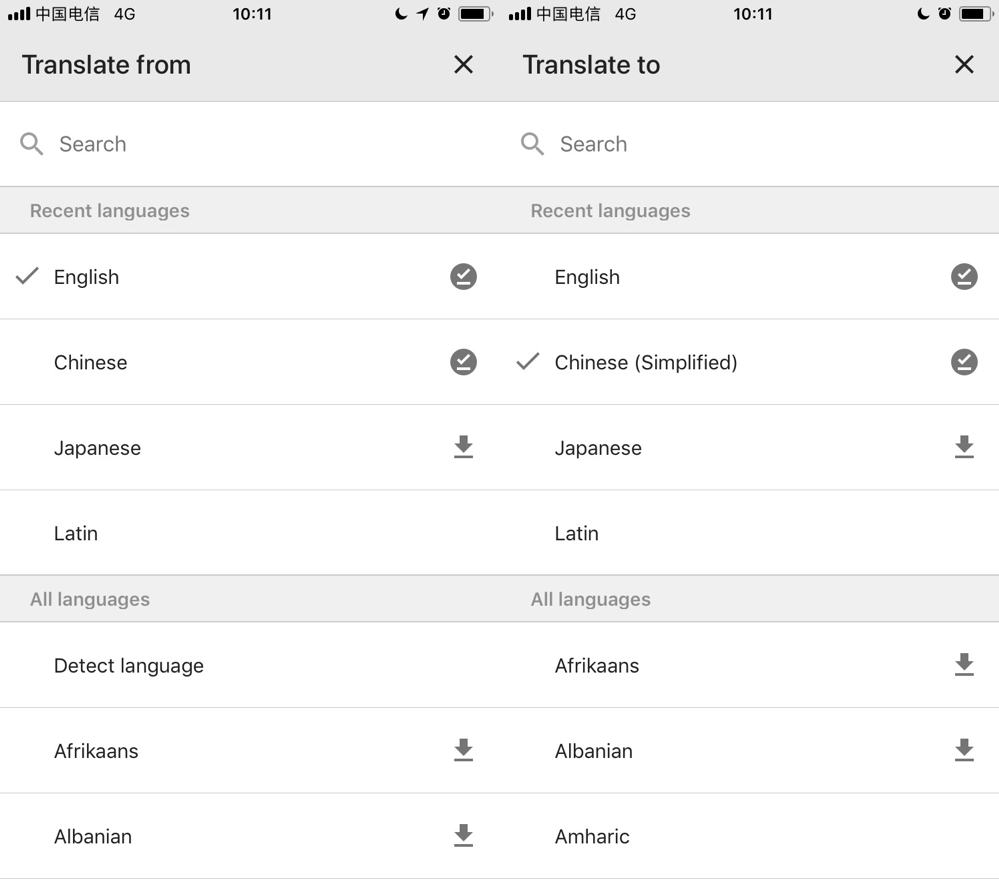 中国电信 4G 10:11
Translate from
Search
Recent languages
English
Chinese
Japanese
Latin
All languages
Detect language
Afrikaans
Albanian
中国电信 4G 10:11
Translate to
Search
Recent languages
English
Chinese (Simplified)
Japanese
Latin
All languages
Afrikaans
Albanian
Amharic